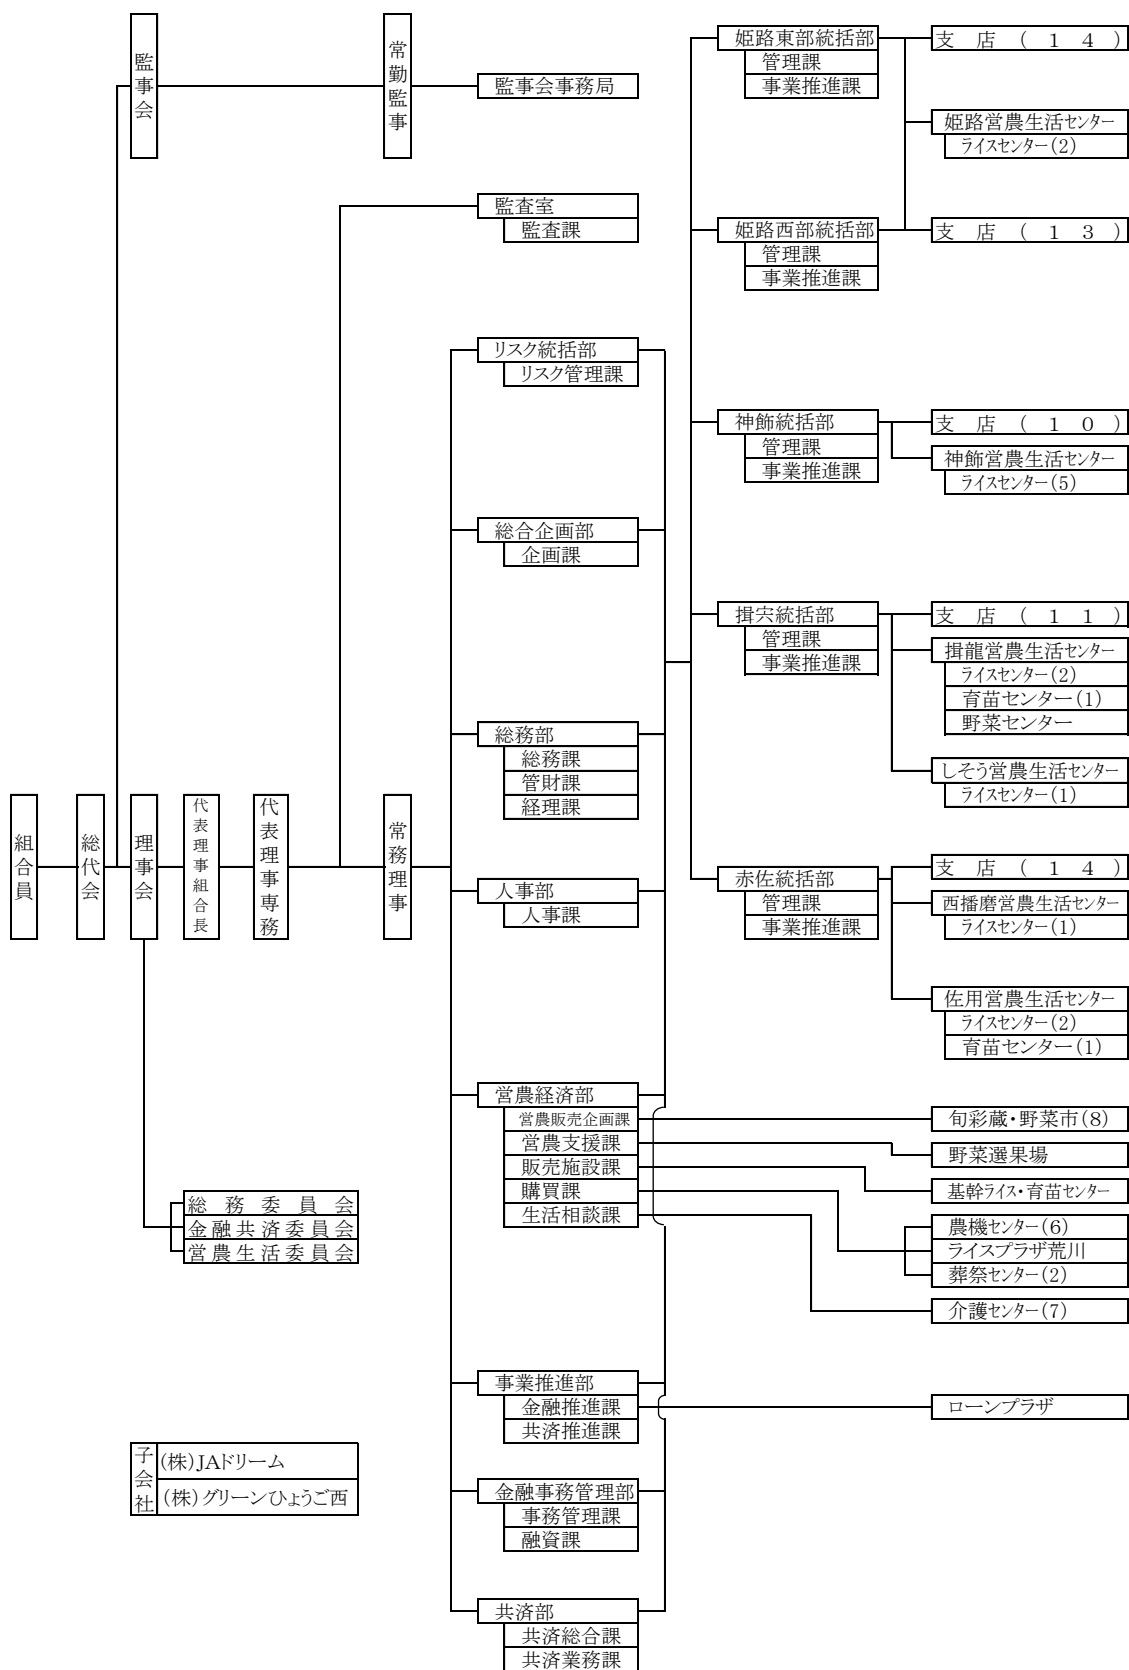 組合員
総代会
監事会
常勤監事
監事会事務局
理事会
代表理事組合長
代表理事専務
常務理事
総務委員会
金融共済委員会
営農生活委員会
子会社
(株)JAドリーム
(株)グリーンひょうご西
監査室
監査課
リスク統括部
リスク管理課
総合企画部
企画課
総務部
総務課
管財課
経理課
人事部
人事課
営農経済部
営農販売企画課
営農支援課
販売施設課
購買課
生活相談課
事業推進部
金融推進課
共済推進課
金融事務管理部
事務管理課
融資課
共済部
共済総合課
共済業務課
姫路東部統括部
管理課
事業推進課
支店(14)
姫路営農生活センター
ライスセンター(2)
姫路西部統括部
管理課
事業推進課
支店(13)
神飾統括部
管理課
事業推進課
支店(10)
神飾営農生活センター
ライスセンター(5)
揖宍統括部
管理課
事業推進課
支店(11)
揖龍営農生活センター
ライスセンター(2)
育苗センター(1)
野菜センター
しそう営農生活センター
ライスセンター(1)
赤佐統括部
管理課
事業推進課
支店(14)
西播磨営農生活センター
ライスセンター(1)
佐用営農生活センター
ライスセンター(2)
育苗センター(1)
旬彩蔵・野菜市(8)
野菜選果場
基幹ライス・育苗センター
農機センター(6)
ライスプラザ荒川
葬祭センター(2)
介護センター(7)
ローンプラザ